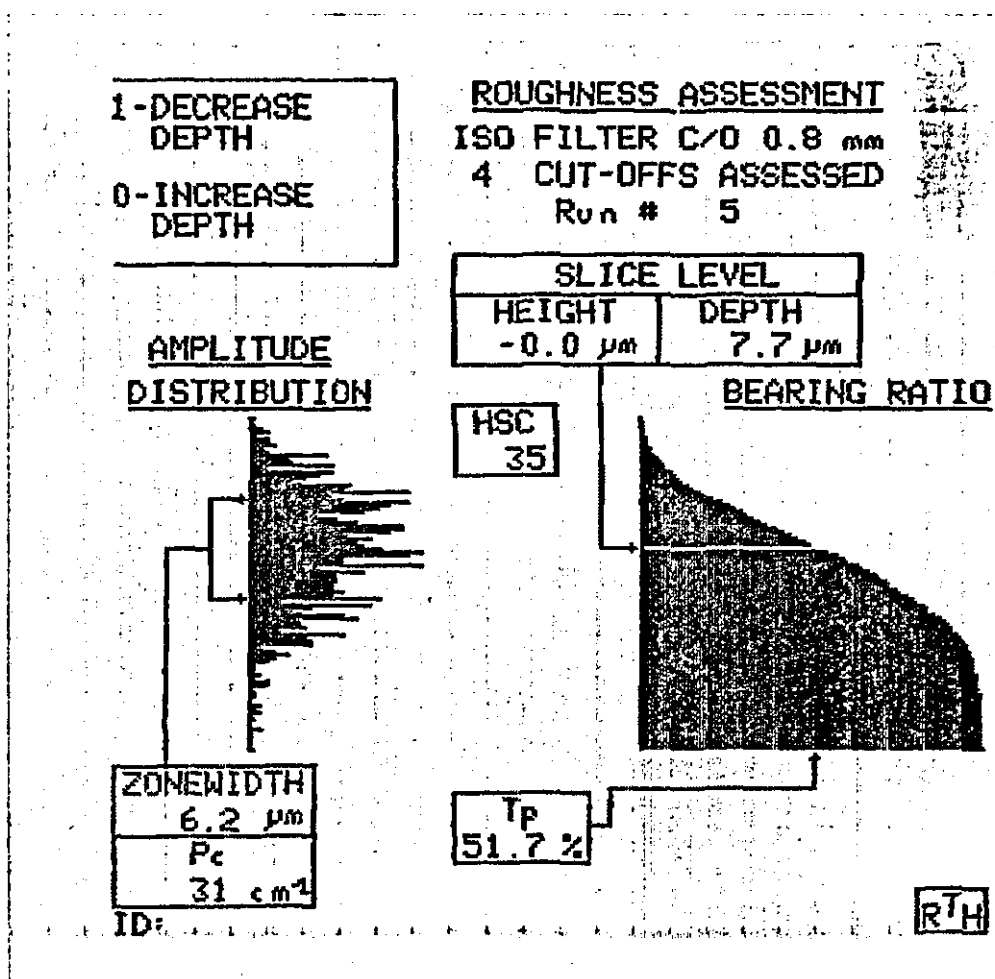 1-DECREASE
DEPTH
0-INCREASE
DEPTH
ROUGHNESS ASSESSMENT
ISO FILTER C/O 0.8 mm
4 CUT-OFFS ASSESSED
Run # 5
SLICE LEVEL
HEIGHT DEPTH
-0.0 µm 7.7 µm
AMPLITUDE
DISTRIBUTION
BEARING RATIO
HSC
35
ZONEWIDTH
6.2 µm
Pc
31 cm-1
Tp
51.7 %
ID:
RTH